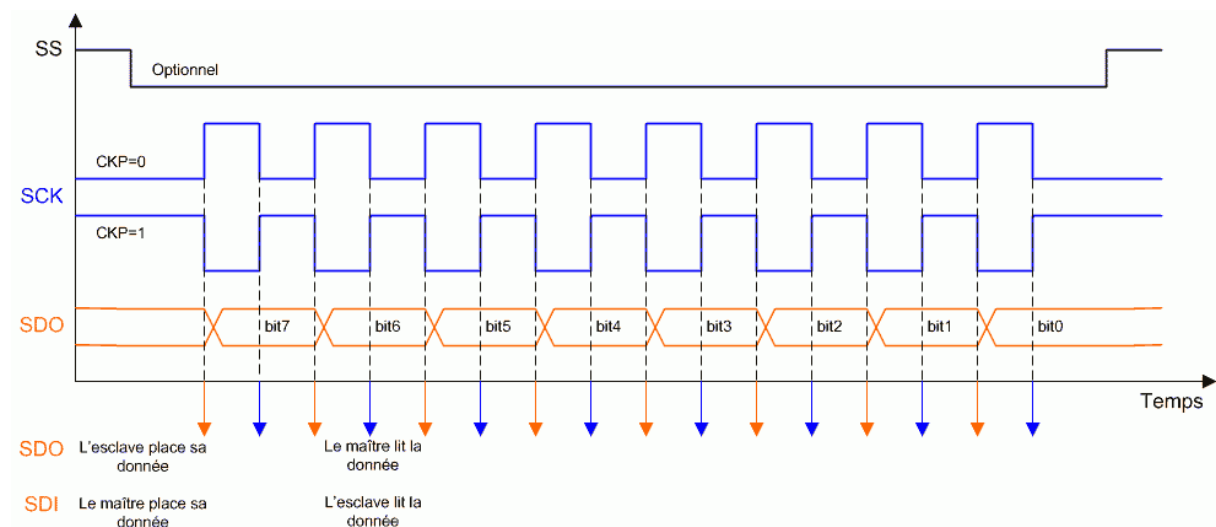 SS
Optionnel
CKP=0
SCK
CKP=1
SDO
bit7 bit6 bit5 bit4 bit3 bit2 bit1 bit0
Temps
SDO
L'esclave place sa
donnée
Le maître lit la
donnée
SDI
Le maître place sa
donnée
L'esclave lit la
donnée